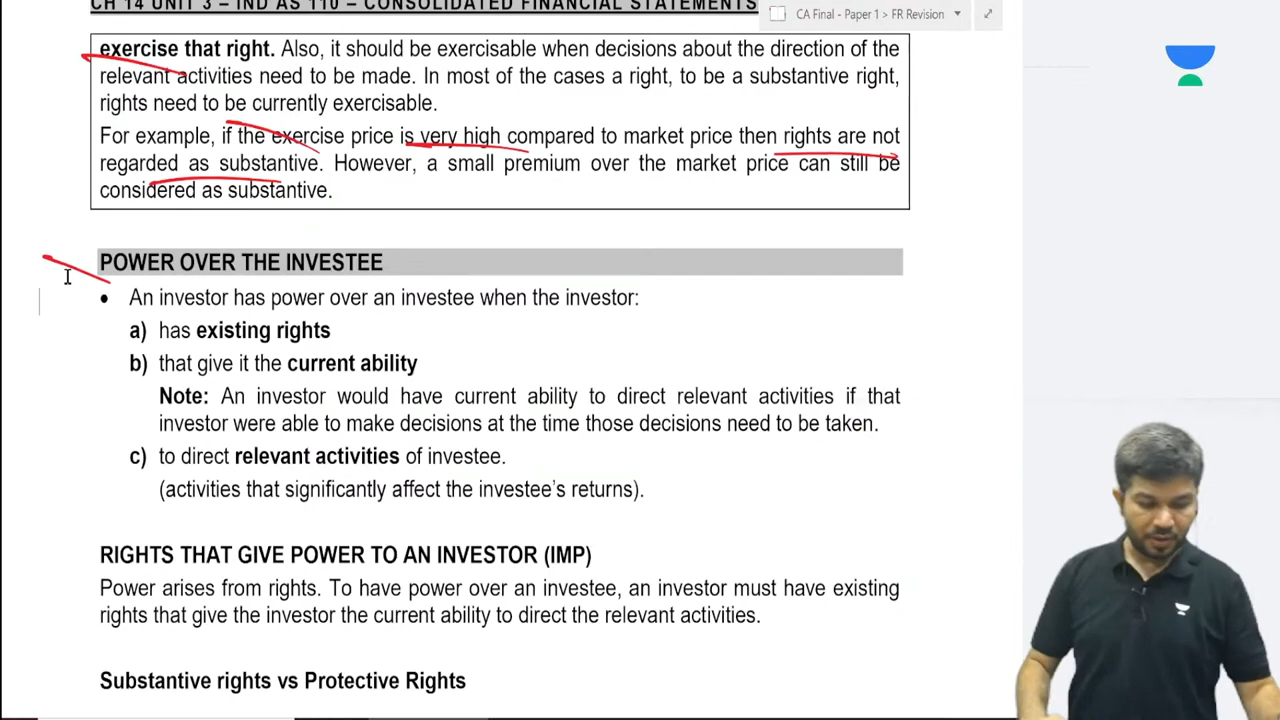 CH 14 UNIT 3 – IND AS 110 – CONSOLIDATED FINANCIAL STATEMENTS
CA Final - Paper 1 > FR Revision
exercise that right. Also, it should be exercisable when decisions about the direction of the
relevant activities need to be made. In most of the cases a right, to be a substantive right,
rights need to be currently exercisable.
For example, if the exercise price is very high compared to market price then rights are not
regarded as substantive. However, a small premium over the market price can still be
considered as substantive.
POWER OVER THE INVESTEE
• An investor has power over an investee when the investor:
a) has existing rights
b) that give it the current ability
Note: An investor would have current ability to direct relevant activities if that
investor were able to make decisions at the time those decisions need to be taken.
c) to direct relevant activities of investee.
(activities that significantly affect the investee’s returns).
RIGHTS THAT GIVE POWER TO AN INVESTOR (IMP)
Power arises from rights. To have power over an investee, an investor must have existing
rights that give the investor the current ability to direct the relevant activities.
Substantive rights vs Protective Rights